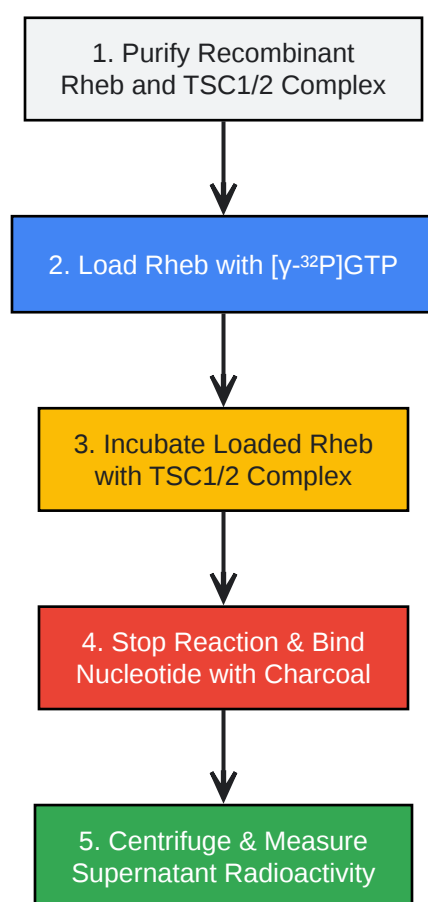 1. Purify Recombinant
Rheb and TSC1/2 Complex
2. Load Rheb with [γ-³²P]GTP
3. Incubate Loaded Rheb
with TSC1/2 Complex
4. Stop Reaction & Bind
Nucleotide with Charcoal
5. Centrifuge & Measure
Supernatant Radioactivity